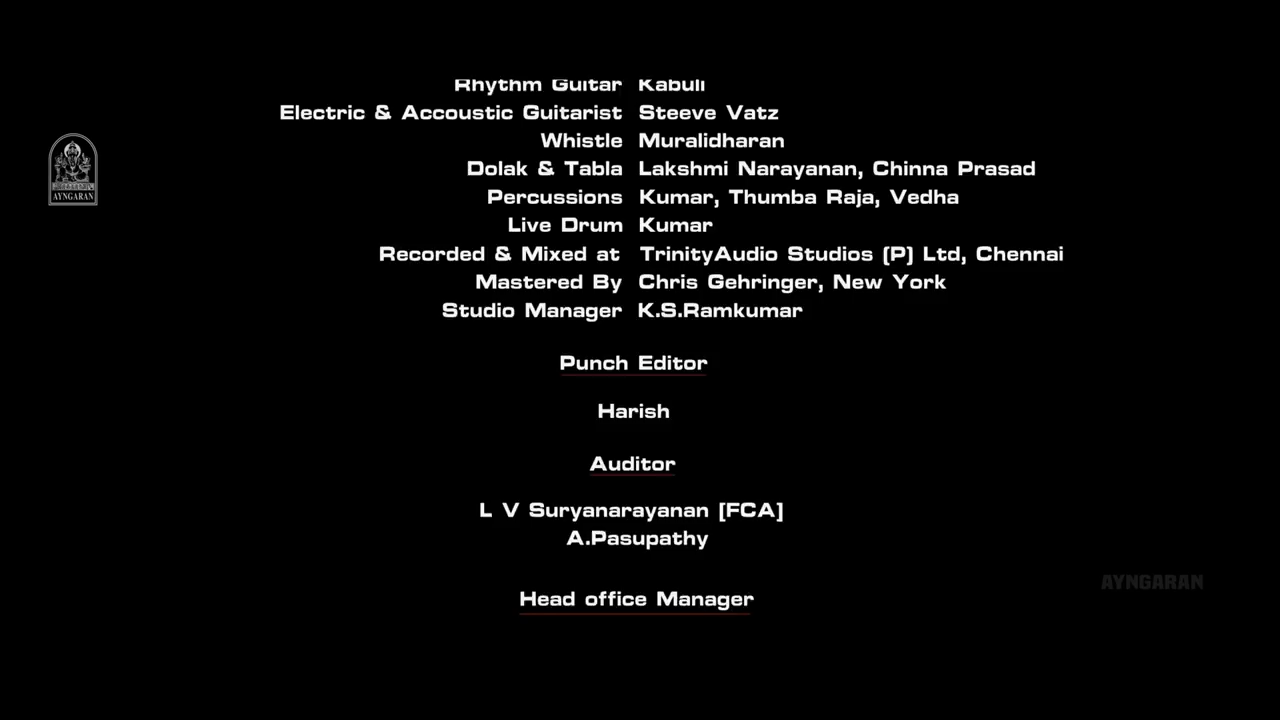 Rhythm Guitar Kabuli
Electric & Accoustic Guitarist Steeve Vatz
Whistle Muralidharan
Dolak & Tabla Lakshmi Narayanan, Chinna Prasad
Percussions Kumar, Thumba Raja, Vedha
Live Drum Kumar
Recorded & Mixed at TrinityAudio Studios (P) Ltd, Chennai
Mastered By Chris Gehringer, New York
Studio Manager K.S.Ramkumar
Punch Editor
Harish
Auditor
L V Suryanarayanan [FCA]
A.Pasupathy
Head office Manager
AYNGARAN
AYNGARAN